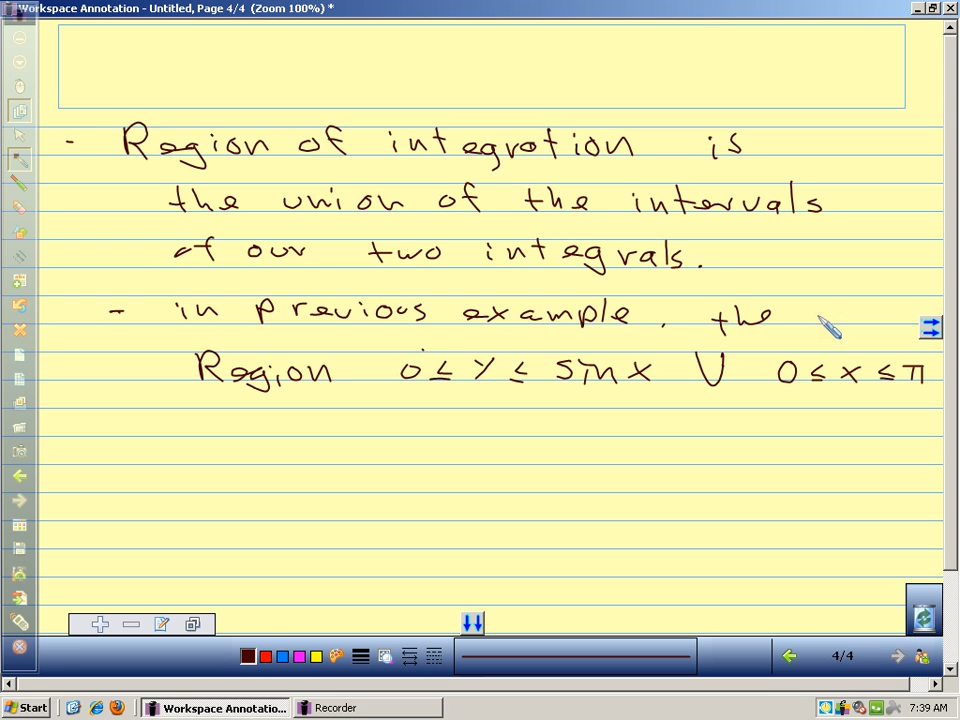 Workspace Annotation - Untitled, Page 4/4 (Zoom 100%) *
- Region of integration is
the union of the intervals
of our two integrals.
- in previous example, the
Region 0 ≤ y ≤ sin x ∪ 0 ≤ x ≤ π
4/4
Start
Workspace Annotatio...
Recorder
7:39 AM